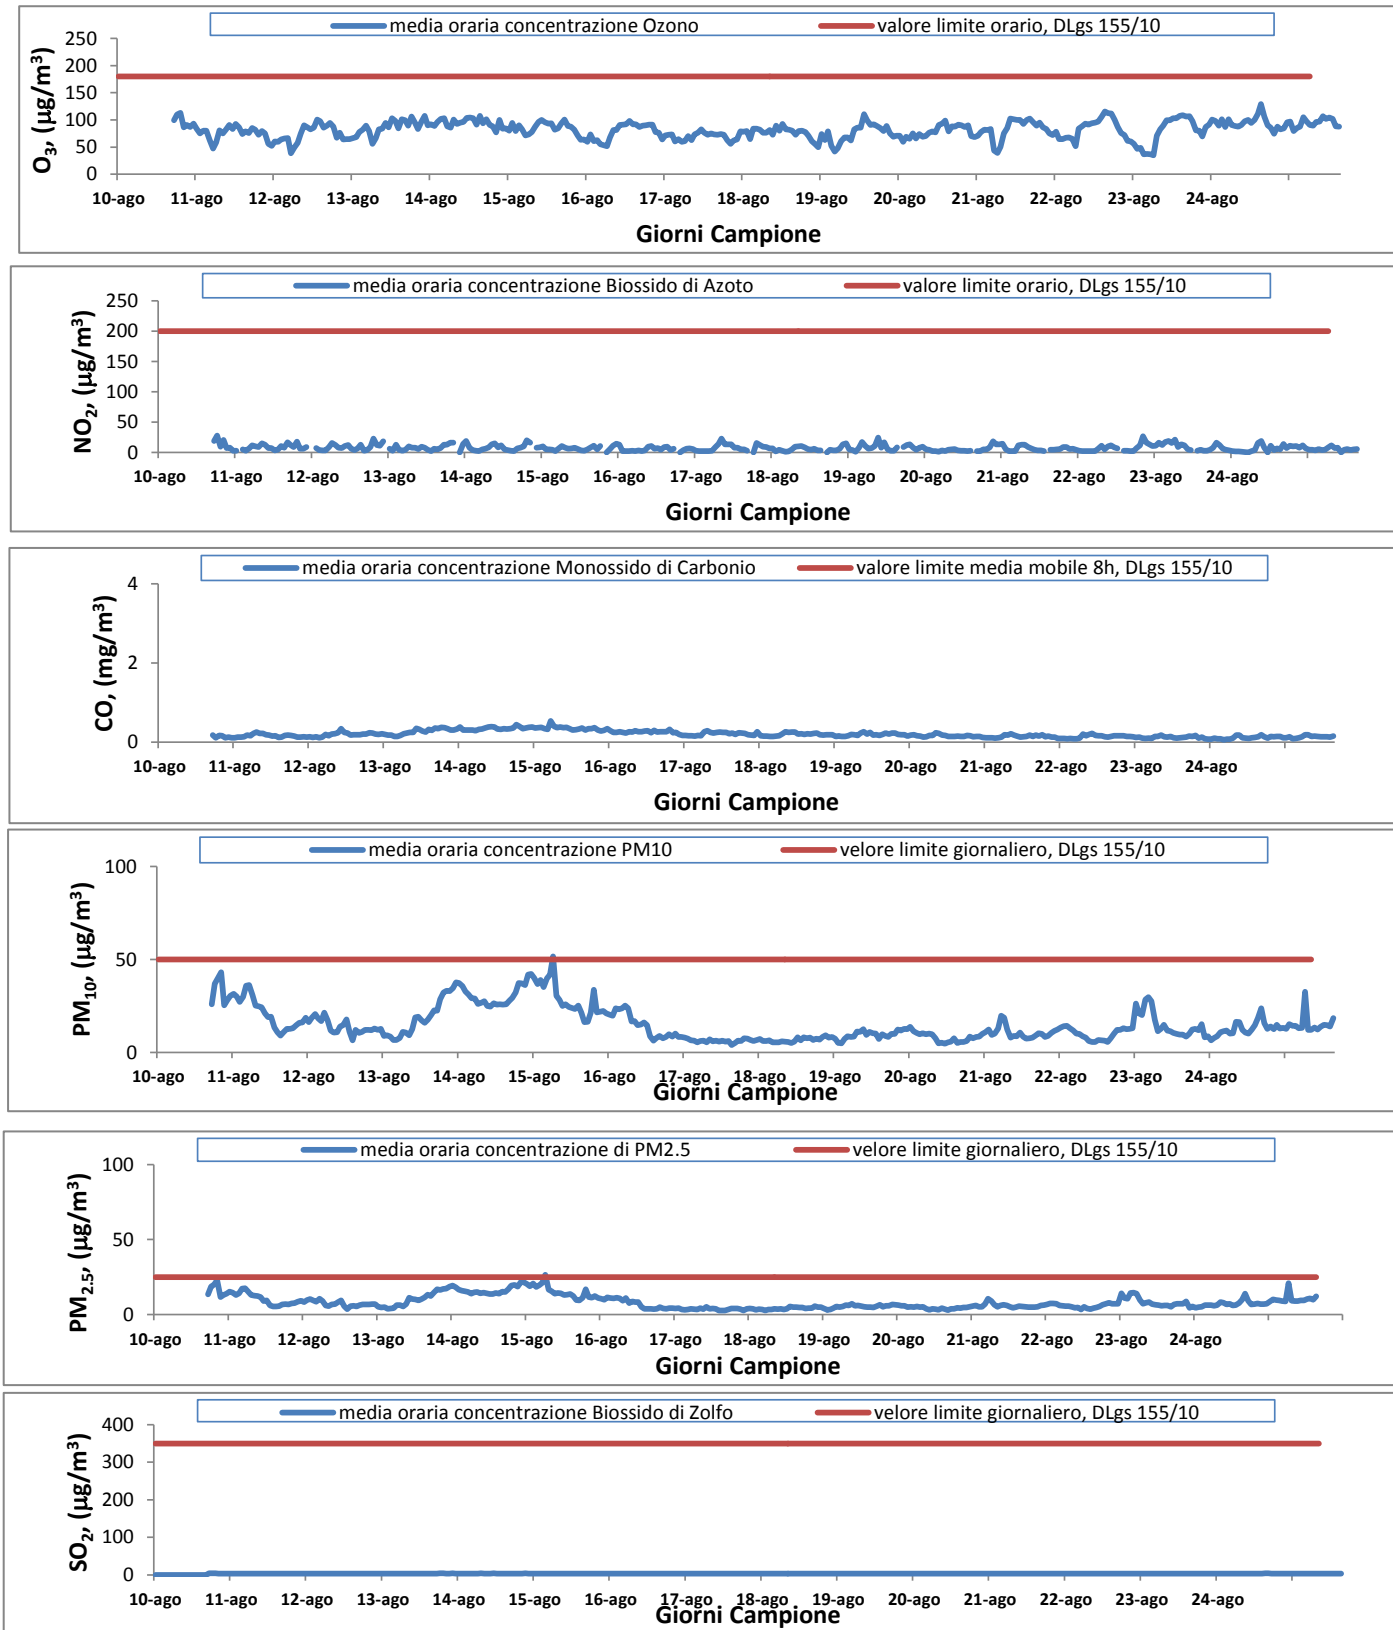 media oraria concentrazione Ozono valore limite orario, DLgs 155/10
250
200
150
100
50
0
O3, (µg/m³)
10-ago 11-ago 12-ago 13-ago 14-ago 15-ago 16-ago 17-ago 18-ago 19-ago 20-ago 21-ago 22-ago 23-ago 24-ago
Giorni Campione
media oraria concentrazione Biossido di Azoto valore limite orario, DLgs 155/10
250
200
150
100
50
0
NO2, (µg/m³)
10-ago 11-ago 12-ago 13-ago 14-ago 15-ago 16-ago 17-ago 18-ago 19-ago 20-ago 21-ago 22-ago 23-ago 24-ago
Giorni Campione
media oraria concentrazione Monossido di Carbonio valore limite media mobile 8h, DLgs 155/10
4
2
0
CO, (mg/m³)
10-ago 11-ago 12-ago 13-ago 14-ago 15-ago 16-ago 17-ago 18-ago 19-ago 20-ago 21-ago 22-ago 23-ago 24-ago
Giorni Campione
media oraria concentrazione PM10 velore limite giornaliero, DLgs 155/10
100
50
0
PM10, (µg/m³)
10-ago 11-ago 12-ago 13-ago 14-ago 15-ago 16-ago 17-ago 18-ago 19-ago 20-ago 21-ago 22-ago 23-ago 24-ago
Giorni Campione
media oraria concentrazione di PM2.5 velore limite giornaliero, DLgs 155/10
100
50
0
PM2.5, (µg/m³)
10-ago 11-ago 12-ago 13-ago 14-ago 15-ago 16-ago 17-ago 18-ago 19-ago 20-ago 21-ago 22-ago 23-ago 24-ago
Giorni Campione
media oraria concentrazione Biossido di Zolfo velore limite giornaliero, DLgs 155/10
400
300
200
100
0
SO2, (µg/m³)
10-ago 11-ago 12-ago 13-ago 14-ago 15-ago 16-ago 17-ago 18-ago 19-ago 20-ago 21-ago 22-ago 23-ago 24-ago
Giorni Campione